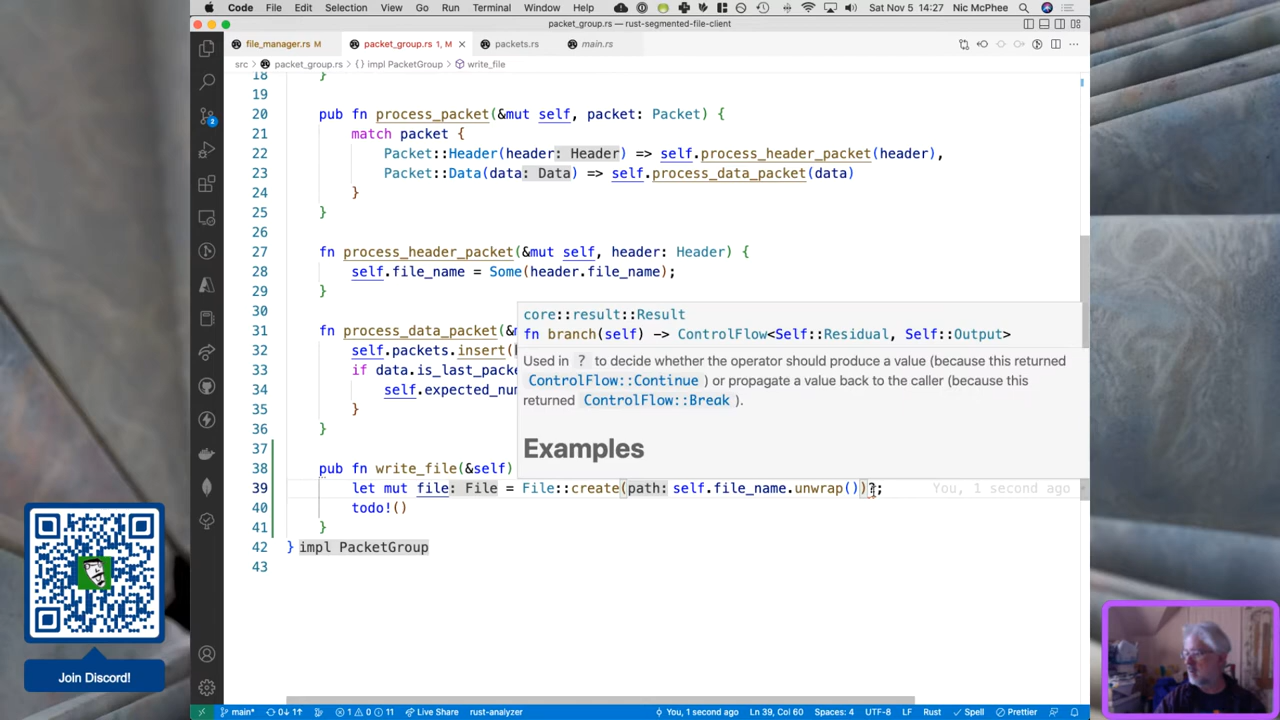 Code File Edit Selection View Go Run Terminal Window Help Sat Nov 5 14:27 Nic McPhee
packet_group.rs — rust-segmented-file-client
file_manager.rs M packet_group.rs 1, M packets.rs main.rs
src > packet_group.rs > {} impl PacketGroup > write_file
18 }
19
20 pub fn process_packet(&mut self, packet: Packet) {
21 match packet {
22 Packet::Header(header: Header) => self.process_header_packet(header),
23 Packet::Data(data: Data) => self.process_data_packet(data)
24 }
25 }
26
27 fn process_header_packet(&mut self, header: Header) {
28 self.file_name = Some(header.file_name);
29 }
30
core::result::Result
31 fn process_data_packet(
fn branch(self) -> ControlFlow<Self::Residual, Self::Output>
32 self.packets.insert(
Used in ? to decide whether the operator should produce a value (because this returned
33 if data.is_last_packe
ControlFlow::Continue ) or propagate a value back to the caller (because this
34 self.expected_num
returned ControlFlow::Break ).
35 }
36 }
37
Examples
38 pub fn write_file(&self)
39 let mut file: File = File::create(path: self.file_name.unwrap())?; You, 1 second ago
40 todo!()
41 }
42 } impl PacketGroup
43
2
Join Discord!
main* 0↓ 1↑ 1 0 11 Live Share rust-analyzer You, 1 second ago Ln 39, Col 60 Spaces: 4 UTF-8 LF Rust Spell Prettier